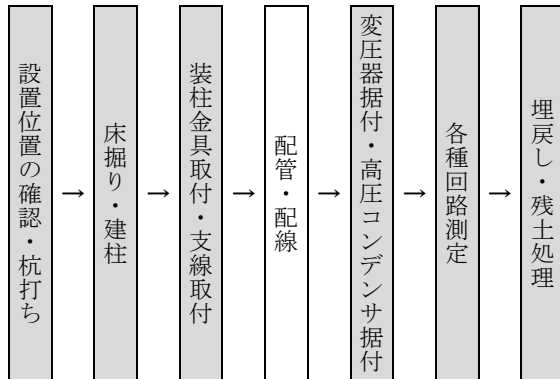 設置位置の確認・杭打ち
→
床掘り・建柱
→
装柱金具取付・支線取付
→
配管・配線
→
変圧器据付・高圧コンデンサ据付
→
各種回路測定
→
埋戻し・残土処理